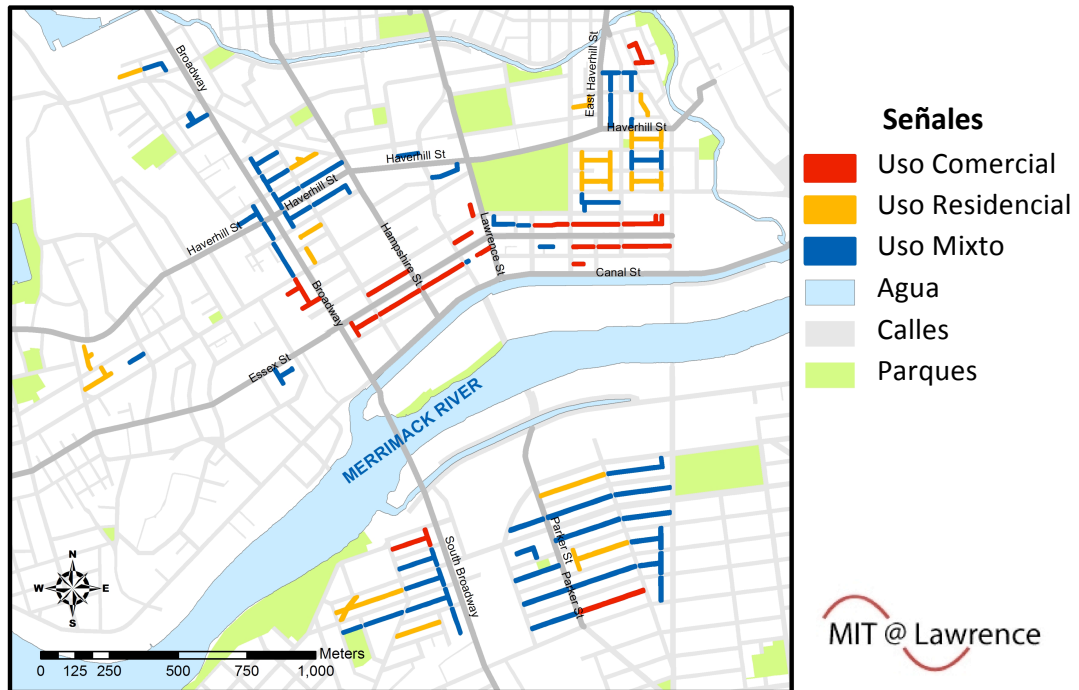 Broadway
East Haverhill St
Haverhill St
Haverhill St
Haverhill St
Haverhill St
Hampshire St
Lawrence St
Canal St
Broadway
Essex St
MERRIMACK RIVER
Parker St
Parker St
South Broadway
N
W E
S
Meters
0 125 250 500 750 1,000
Señales
Uso Comercial
Uso Residencial
Uso Mixto
Agua
Calles
Parques
MIT @ Lawrence